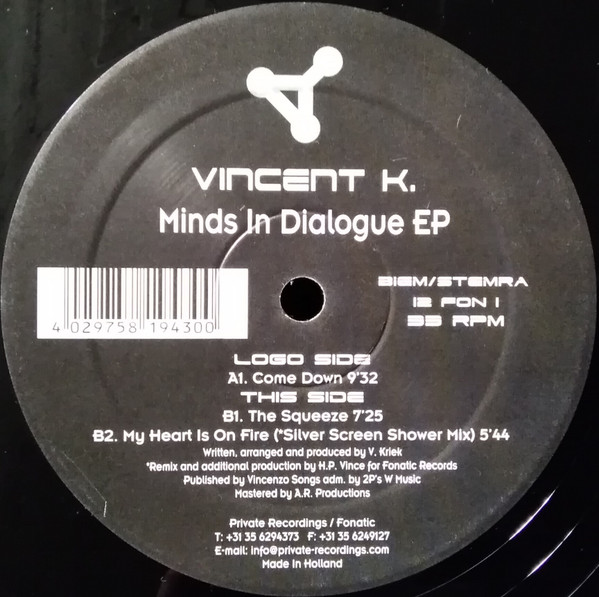 VINCENT K.
Minds In Dialogue EP
4 029758 194300
BIEM/STEMRA
12 FON 1
33 RPM
LOGO SIDE
A1. Come Down 9'32
THIS SIDE
B1. The Squeeze 7'25
B2. My Heart Is On Fire (*Silver Screen Shower Mix) 5'44
Written, arranged and produced by V. Kriek
*Remix and additional production by H.P. Vince for Fonatic Records
Published by Vincenzo Songs adm. by 2P's W Music
Mastered by A.R. Productions
Private Recordings / Fonatic
T: +31 35 6294373 F: +31 35 6249127
E-mail: info@private-recordings.com
Made In Holland